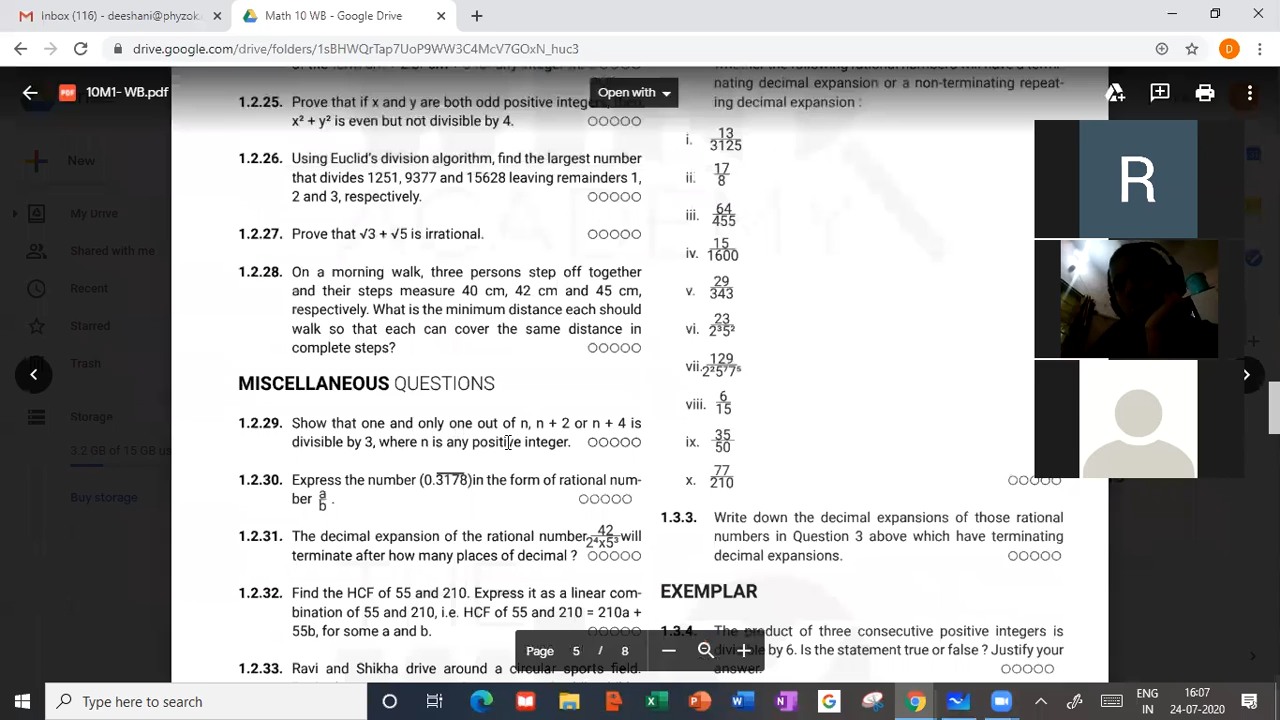 inbox (116) - deeshani@phyzok
Math 10 WB - Google Drive
drive.google.com/drive/folders/1sBHWQrTap7UoP9WW3C4McV7GOxN_huc3
10M1- WB.pdf
Open with
New
My Drive
Shared with me
Recent
Starred
Trash
Storage
3.2 GB of 15 GB us
Buy storage
1.2.25. Prove that if x and y are both odd positive integers, then
x² + y² is even but not divisible by 4.
1.2.26. Using Euclid's division algorithm, find the largest number
that divides 1251, 9377 and 15628 leaving remainders 1,
2 and 3, respectively.
1.2.27. Prove that √3 + √5 is irrational.
1.2.28. On a morning walk, three persons step off together
and their steps measure 40 cm, 42 cm and 45 cm,
respectively. What is the minimum distance each should
walk so that each can cover the same distance in
complete steps?
MISCELLANEOUS QUESTIONS
1.2.29. Show that one and only one out of n, n + 2 or n + 4 is
divisible by 3, where n is any positive integer.
1.2.30. Express the number (0.3178)in the form of rational num-
ber a/b .
1.2.31. The decimal expansion of the rational number 42/2⁴x5³ will
terminate after how many places of decimal ?
1.2.32. Find the HCF of 55 and 210. Express it as a linear com-
bination of 55 and 210, i.e. HCF of 55 and 210 = 210a +
55b, for some a and b.
1.2.33. Ravi and Shikha drive around a circular sports field.
nating decimal expansion or a non-terminating repeat-
ing decimal expansion :
i. 13/3125
ii. 17/8
iii. 64/455
iv. 15/1600
v. 29/343
vi. 23/2³5²
vii. 129/2²5⁷7⁵
viii. 6/15
ix. 35/50
x. 77/210
1.3.3. Write down the decimal expansions of those rational
numbers in Question 3 above which have terminating
decimal expansions.
EXEMPLAR
1.3.4. The product of three consecutive positive integers is
divisible by 6. Is the statement true or false ? Justify your
answer.
Page 5 / 8
R
D
Type here to search
ENG
IN
16:07
24-07-2020